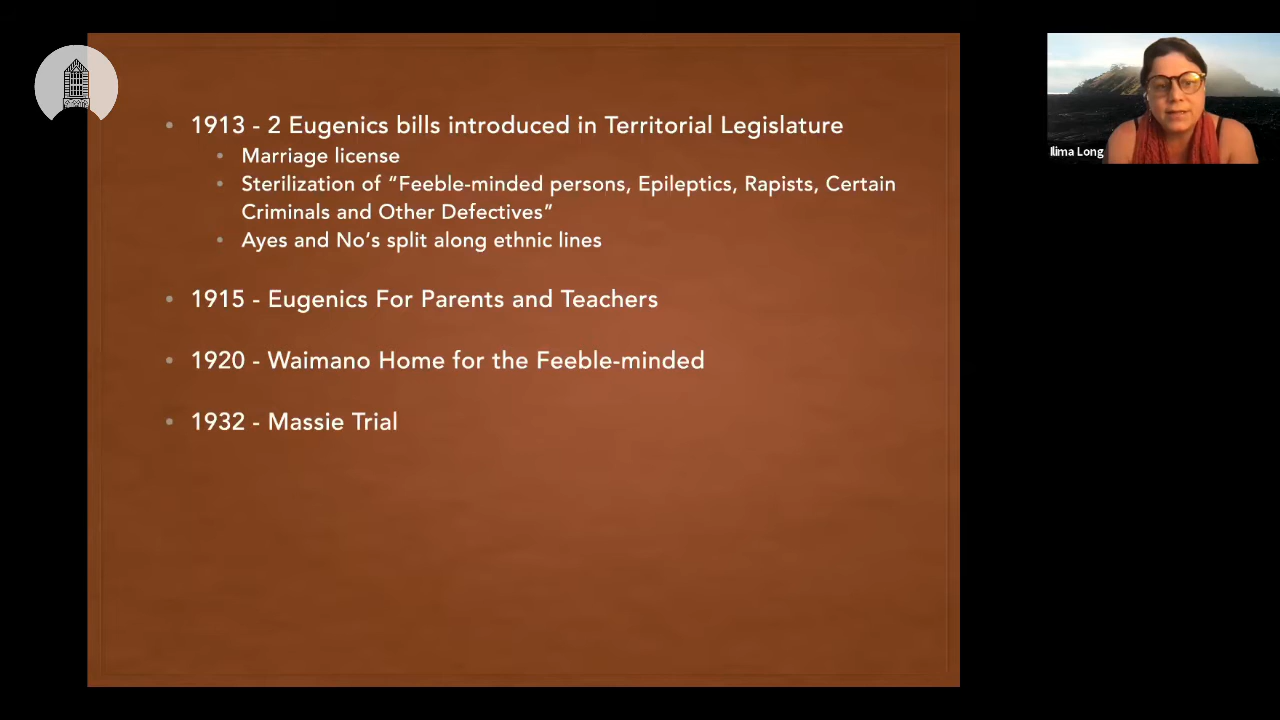 1913 - 2 Eugenics bills introduced in Territorial Legislature
Marriage license
Sterilization of “Feeble-minded persons, Epileptics, Rapists, Certain
Criminals and Other Defectives”
Ayes and No’s split along ethnic lines
1915 - Eugenics For Parents and Teachers
1920 - Waimano Home for the Feeble-minded
1932 - Massie Trial
Ilima Long